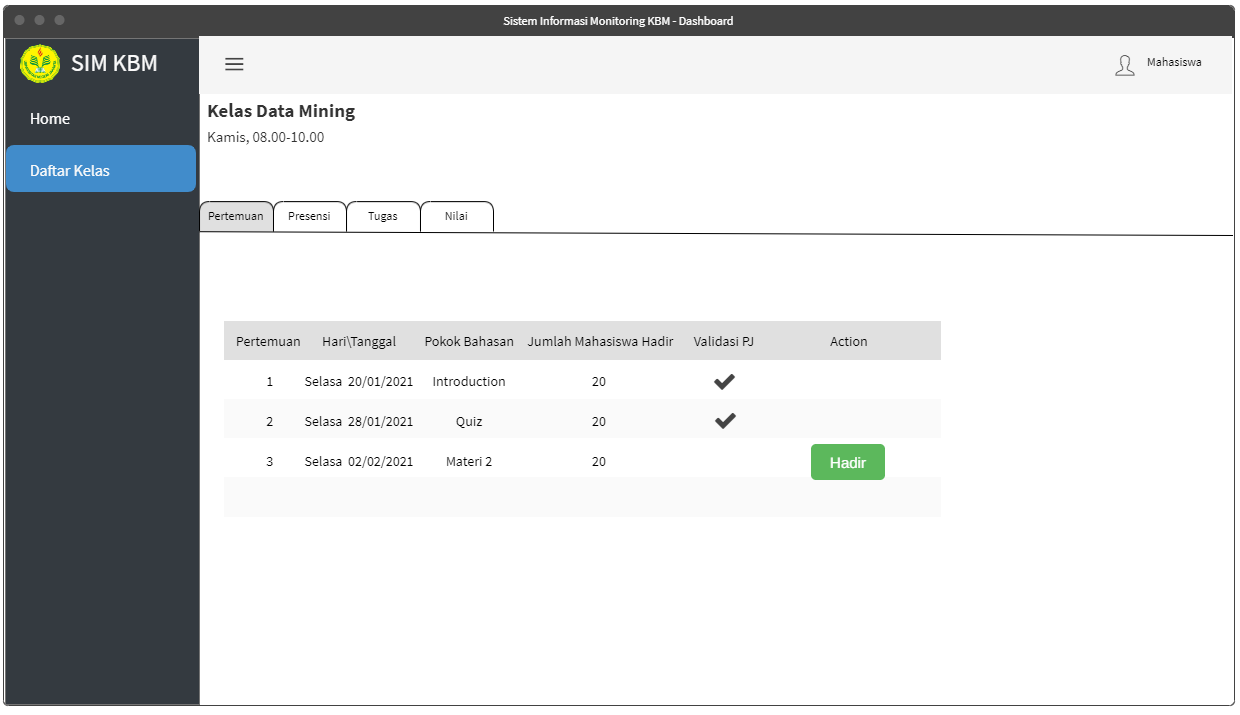 Sistem Informasi Monitoring KBM - Dashboard
SIM KBM
Mahasiswa
Home
Daftar Kelas
Kelas Data Mining
Kamis, 08.00-10.00
Pertemuan Presensi Tugas Nilai
Pertemuan Hari\Tanggal Pokok Bahasan Jumlah Mahasiswa Hadir Validasi PJ Action
1 Selasa 20/01/2021 Introduction 20
2 Selasa 28/01/2021 Quiz 20
3 Selasa 02/02/2021 Materi 2 20 Hadir